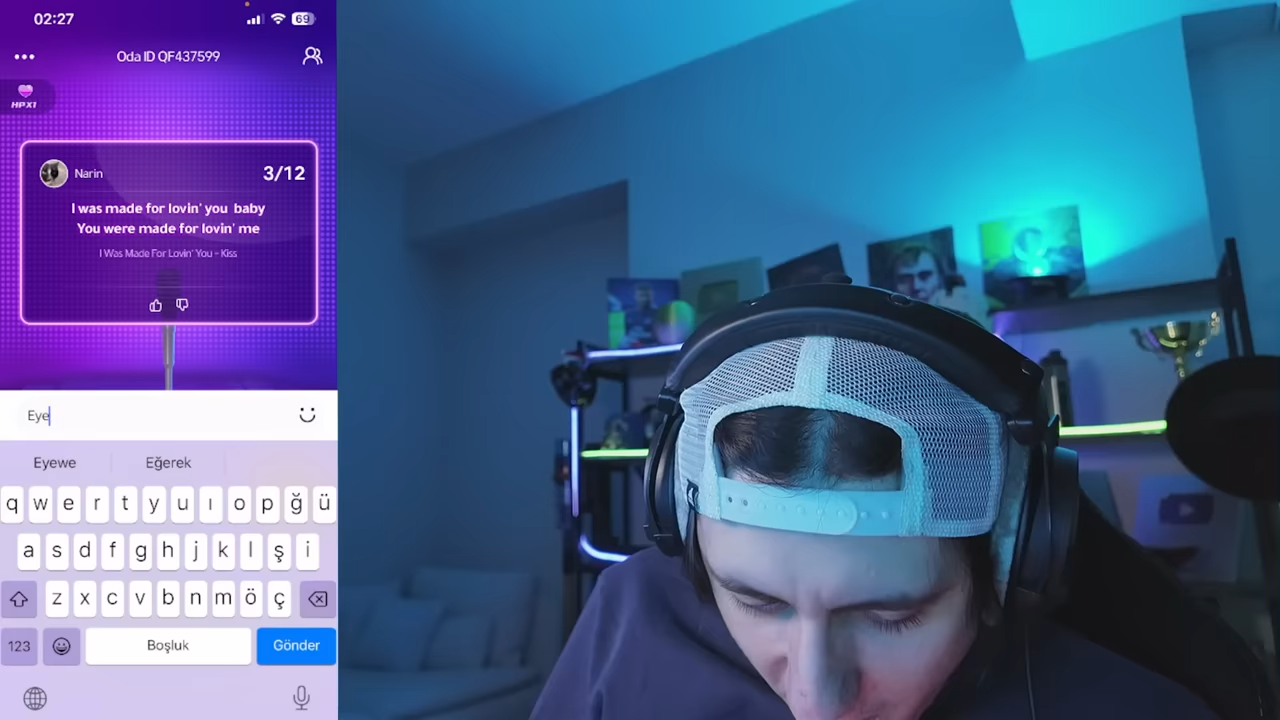 02:27
69
Oda ID QF437599
HPX1
Narin
3/12
I was made for lovin' you baby
You were made for lovin' me
I Was Made For Lovin' You - Kiss
Eye
Eyewe
Eğerek
q w e r t y u ı o p ğ ü
a s d f g h j k l ş i
z x c v b n m ö ç
123
Boşluk
Gönder